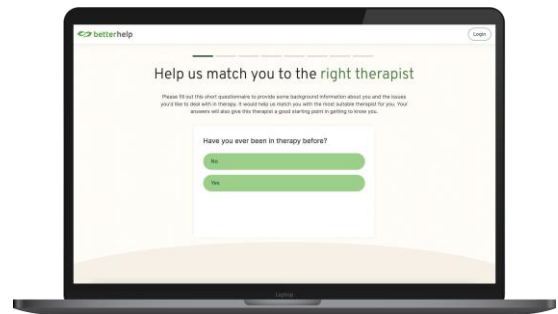 betterhelp
Login
Help us match you to the right therapist
Please fill out this short questionnaire to provide some background information about you and the issues
you'd like to deal with in therapy. It would help us match you with the most suitable therapist for you. Your
answers will also give this therapist a good starting point in getting to know you.
Have you ever been in therapy before?
No
Yes
Laptop